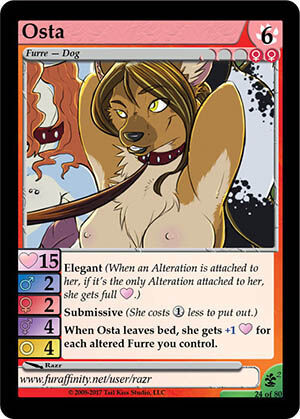 Osta
6
Furre – Dog
15
2
2
4
4
Elegant (When an Alteration is attached to
her, if it's the only Alteration attached to her,
she gets full .)
Submissive (She costs 1 less to put out.)
When Osta leaves bed, she gets +1 for
each altered Furre you control.
Razr
www.furaffinity.net/user/razr
© 2008-2017 Tail Kiss Studio, LLC
24 of 80